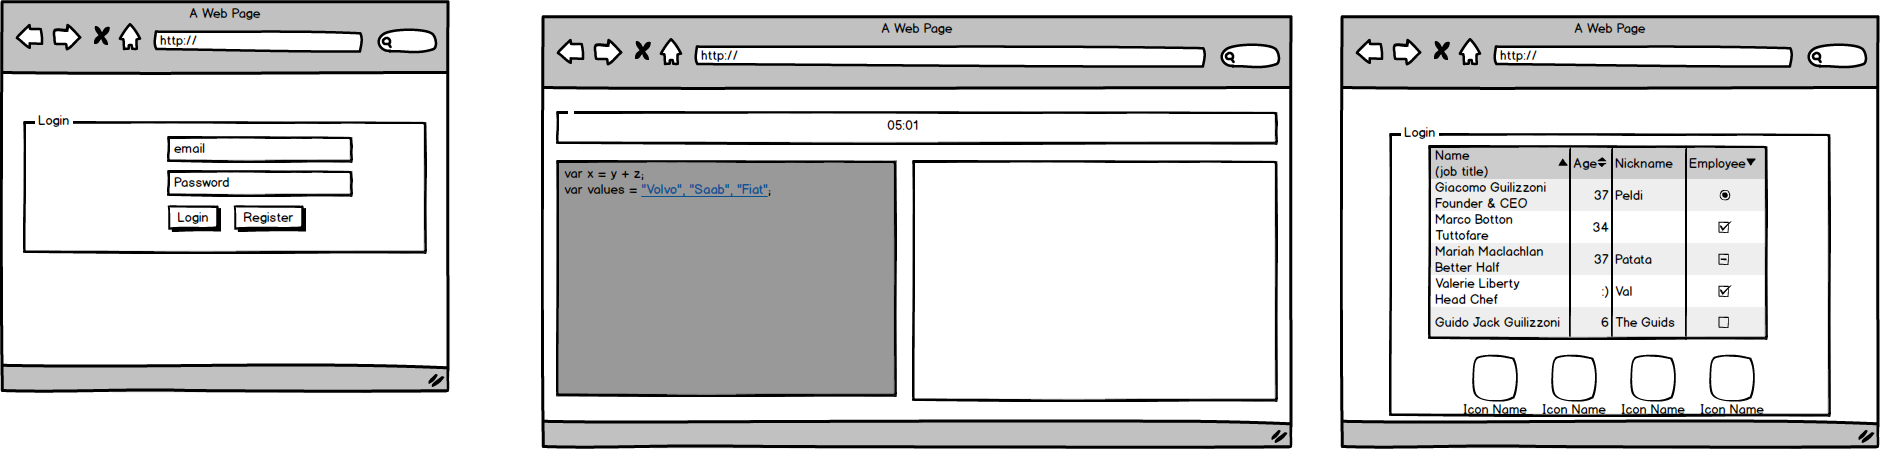 A Web Page
http://
Login
email
Password
Login Register
A Web Page
http://
05:01
var x = y + z;
var values = "Volvo", "Saab", "Fiat";
A Web Page
http://
Login
Name
(job title) Age Nickname Employee
Giacomo Guilizzoni
Founder & CEO 37 Peldi
Marco Botton
Tuttofare 34
Mariah Maclachlan
Better Half 37 Patata
Valerie Liberty
Head Chef :) Val
Guido Jack Guilizzoni 6 The Guids
Icon Name Icon Name Icon Name Icon Name